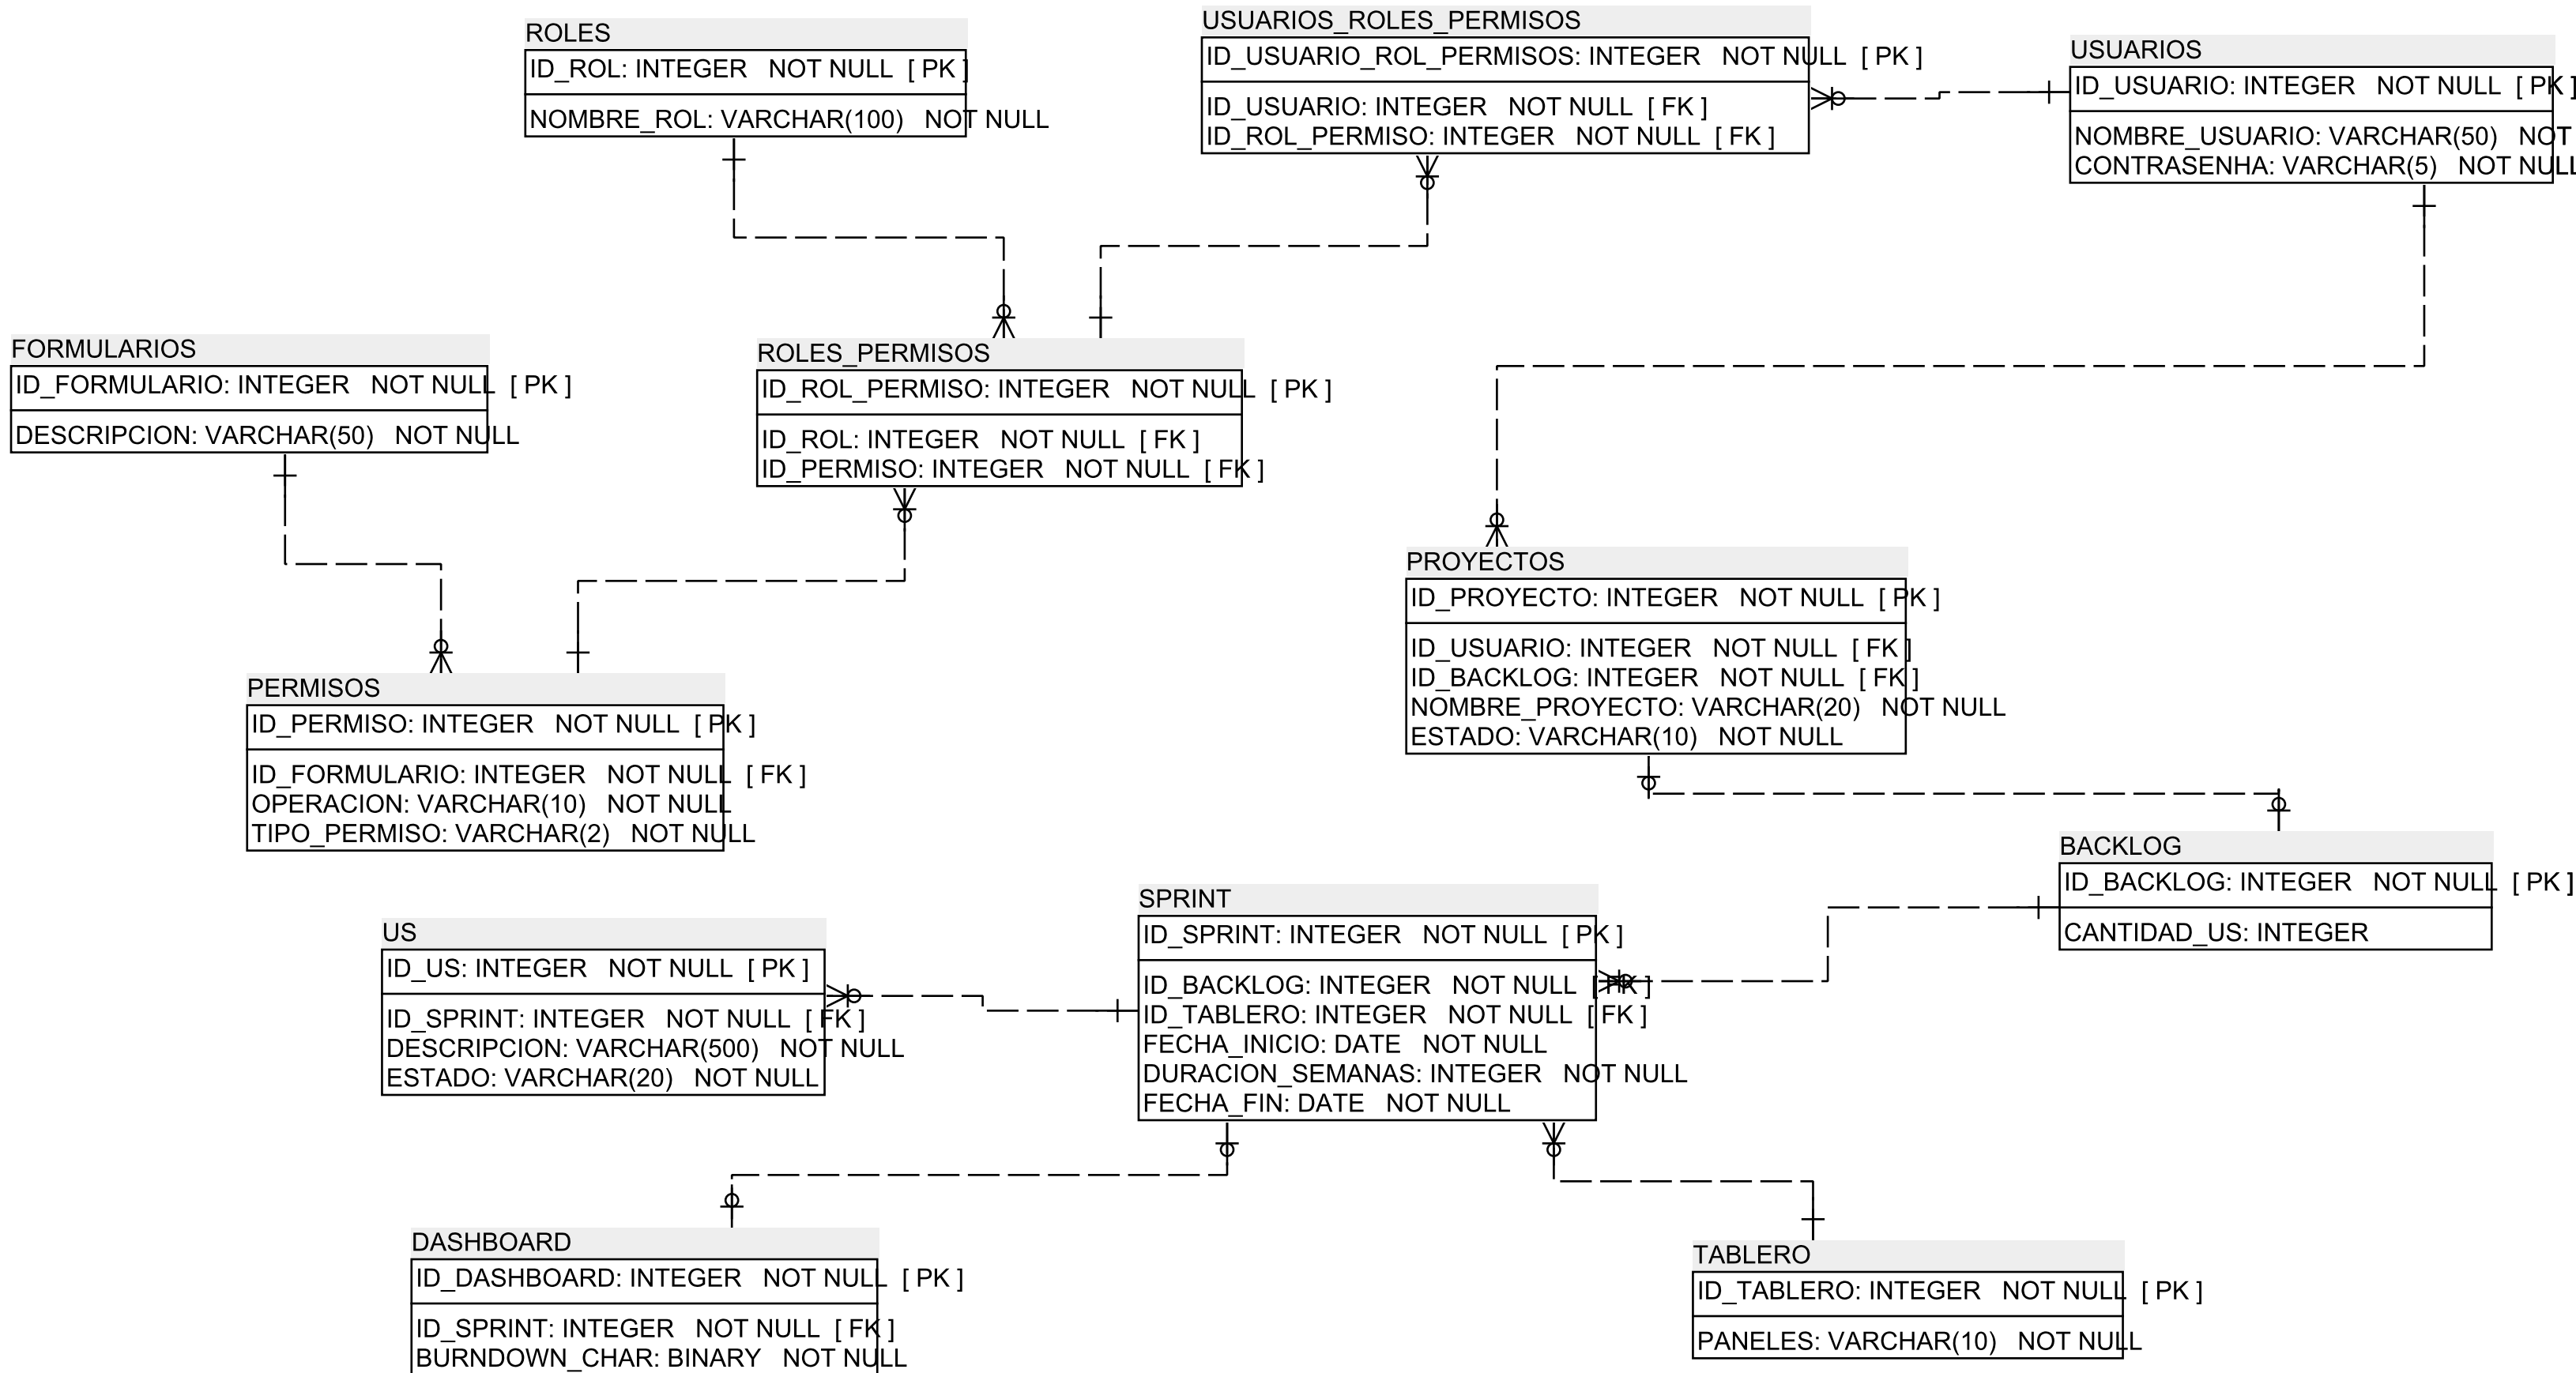 ROLES
ID_ROL: INTEGER NOT NULL [ PK ]
NOMBRE_ROL: VARCHAR(100) NOT NULL
USUARIOS_ROLES_PERMISOS
ID_USUARIO_ROL_PERMISOS: INTEGER NOT NULL [ PK ]
ID_USUARIO: INTEGER NOT NULL [ FK ]
ID_ROL_PERMISO: INTEGER NOT NULL [ FK ]
USUARIOS
ID_USUARIO: INTEGER NOT NULL [ PK ]
NOMBRE_USUARIO: VARCHAR(50) NOT
CONTRASENHA: VARCHAR(5) NOT NULL
FORMULARIOS
ID_FORMULARIO: INTEGER NOT NULL [ PK ]
DESCRIPCION: VARCHAR(50) NOT NULL
ROLES_PERMISOS
ID_ROL_PERMISO: INTEGER NOT NULL [ PK ]
ID_ROL: INTEGER NOT NULL [ FK ]
ID_PERMISO: INTEGER NOT NULL [ FK ]
PROYECTOS
ID_PROYECTO: INTEGER NOT NULL [ PK ]
ID_USUARIO: INTEGER NOT NULL [ FK ]
ID_BACKLOG: INTEGER NOT NULL [ FK ]
NOMBRE_PROYECTO: VARCHAR(20) NOT NULL
ESTADO: VARCHAR(10) NOT NULL
PERMISOS
ID_PERMISO: INTEGER NOT NULL [ PK ]
ID_FORMULARIO: INTEGER NOT NULL [ FK ]
OPERACION: VARCHAR(10) NOT NULL
TIPO_PERMISO: VARCHAR(2) NOT NULL
BACKLOG
ID_BACKLOG: INTEGER NOT NULL [ PK ]
CANTIDAD_US: INTEGER
SPRINT
ID_SPRINT: INTEGER NOT NULL [ PK ]
ID_BACKLOG: INTEGER NOT NULL [ FK ]
ID_TABLERO: INTEGER NOT NULL [ FK ]
FECHA_INICIO: DATE NOT NULL
DURACION_SEMANAS: INTEGER NOT NULL
FECHA_FIN: DATE NOT NULL
US
ID_US: INTEGER NOT NULL [ PK ]
ID_SPRINT: INTEGER NOT NULL [ FK ]
DESCRIPCION: VARCHAR(500) NOT NULL
ESTADO: VARCHAR(20) NOT NULL
DASHBOARD
ID_DASHBOARD: INTEGER NOT NULL [ PK ]
ID_SPRINT: INTEGER NOT NULL [ FK ]
BURNDOWN_CHAR: BINARY NOT NULL
TABLERO
ID_TABLERO: INTEGER NOT NULL [ PK ]
PANELES: VARCHAR(10) NOT NULL